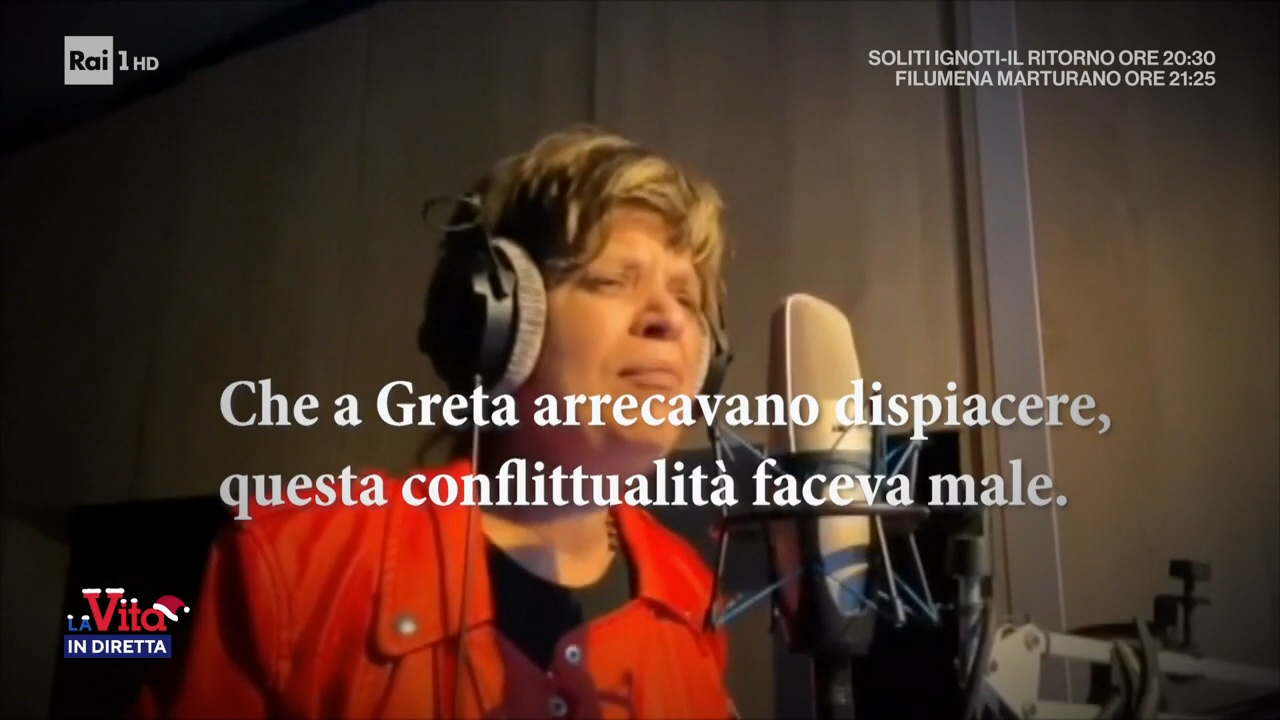 Rai 1 HD
SOLITI IGNOTI-IL RITORNO ORE 20:30
FILUMENA MARTURANO ORE 21:25
Che a Greta arrecavano dispiacere,
questa conflittualità faceva male.
LA Vita
IN DIRETTA